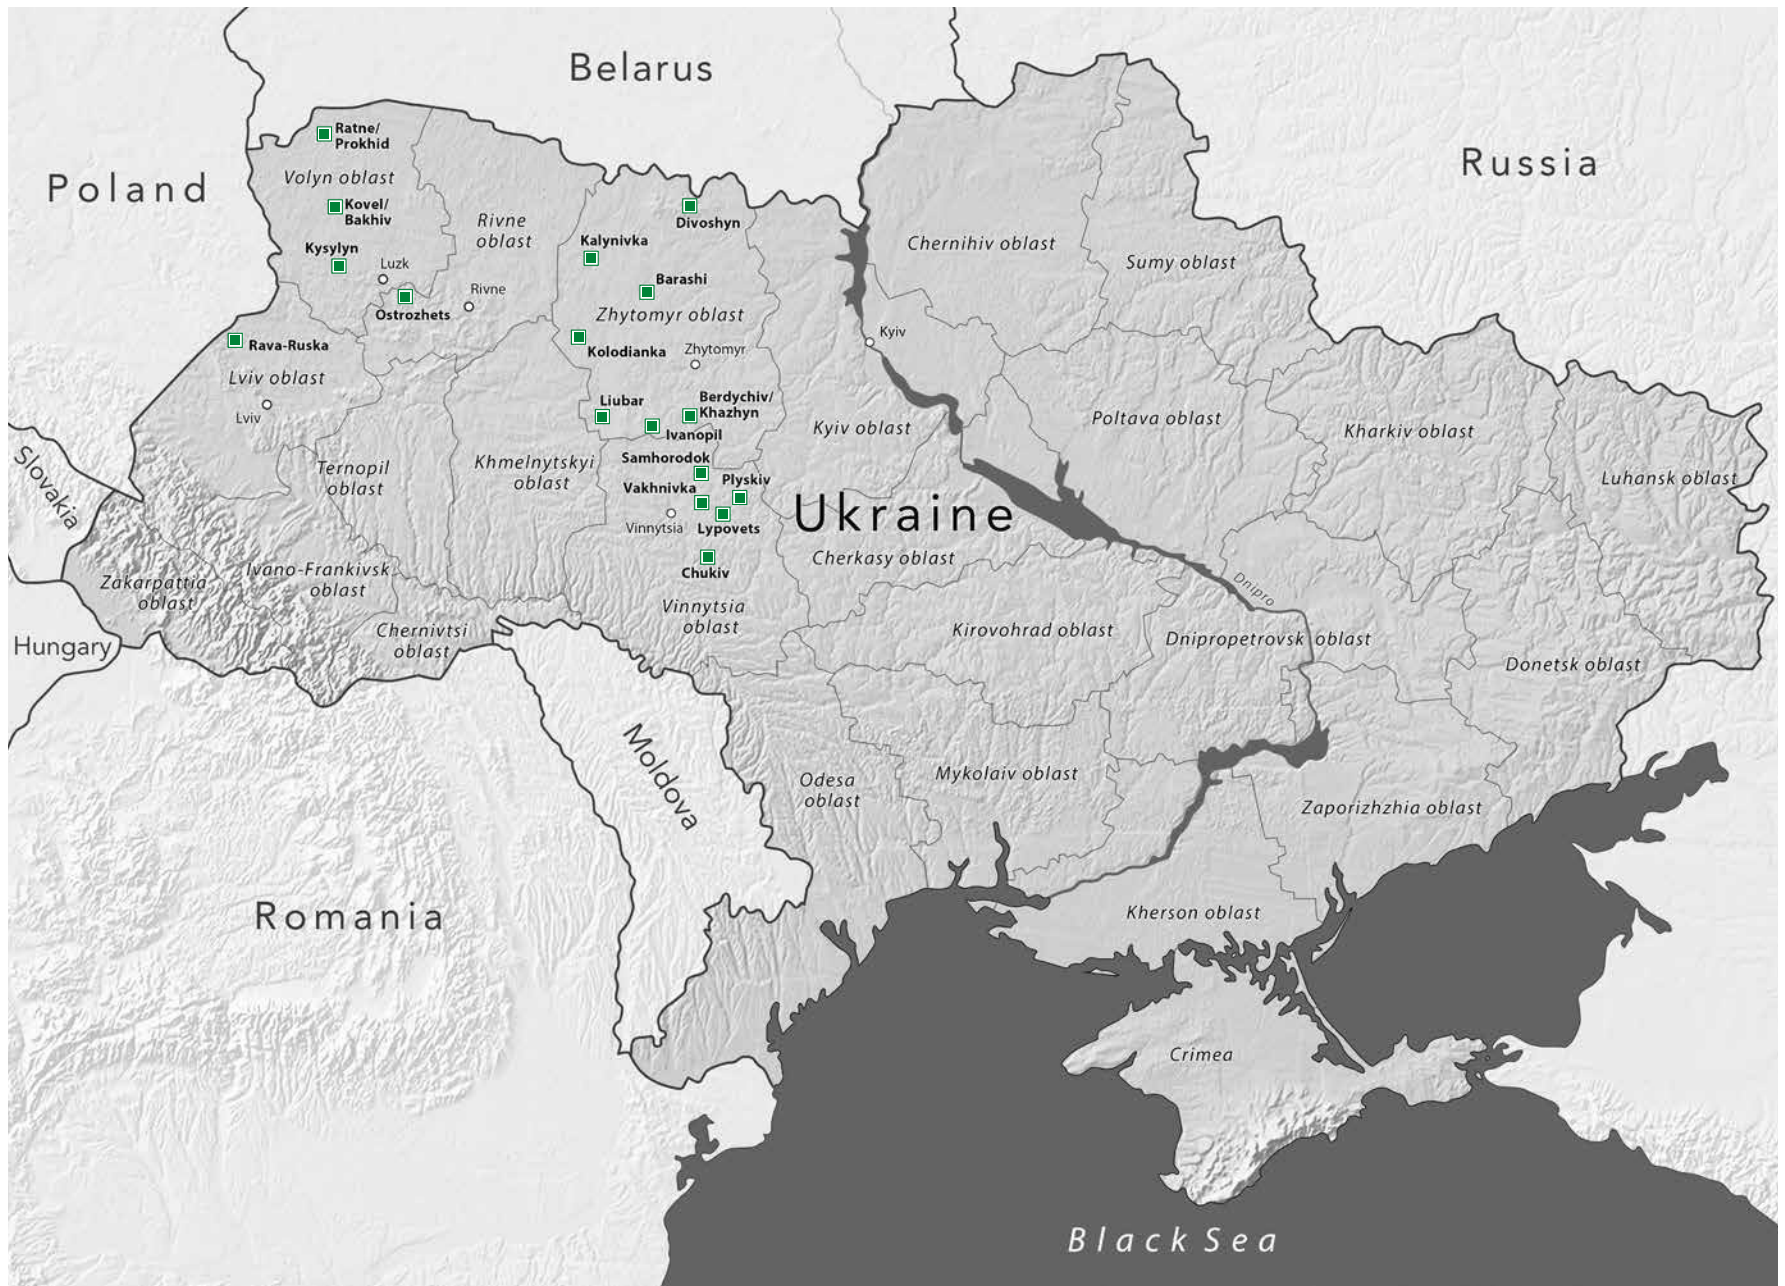 Belarus
Ratne/
Prokhid
Poland
Volyn oblast
Russia
Kovel/
Bakhiv
Rivne
oblast
Divoshyn
Kysylyn
Kalynivka
Chernihiv oblast
Sumy oblast
Luzk
Barashi
Rivne
Ostrozhets
Zhytomyr oblast
Kyiv
Rava-Ruska
Kolodianka
Zhytomyr
Lviv oblast
Lviv
Liubar
Berdychiv/
Khazhyn
Ivanopil
Kyiv oblast
Poltava oblast
Kharkiv oblast
Slovakia
Ternopil
oblast
Khmelnytskyi
oblast
Samhorodok
Plyskiv
Vakhnivka
Luhansk oblast
Vinnytsia
Lypovets
Ukraine
Chukiv
Cherkasy oblast
Zakarpattia
oblast
Ivano-Frankivsk
oblast
Dnipro
Vinnytsia
oblast
Hungary
Chernivtsi
oblast
Kirovohrad oblast
Dnipropetrovsk oblast
Donetsk oblast
Moldova
Odesa
oblast
Mykolaiv oblast
Zaporizhzhia oblast
Romania
Kherson oblast
Crimea
Black Sea